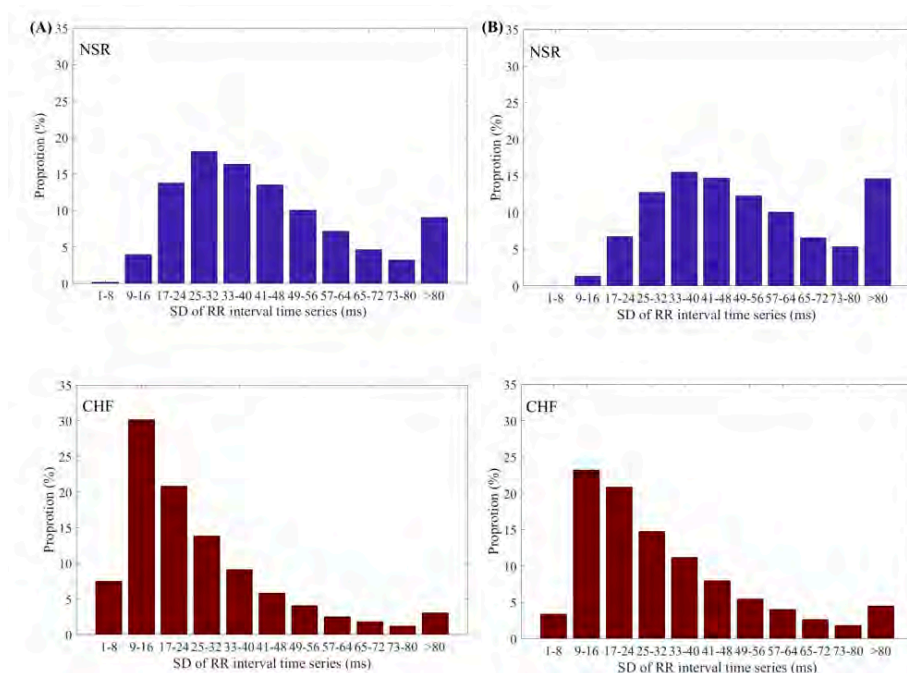 (A)
NSR
35
30
25
20
15
10
5
0
Proprotion (%)
1-8 9-16 17-24 25-32 33-40 41-48 49-56 57-64 65-72 73-80 >80
SD of RR interval time series (ms)
(B)
NSR
35
30
25
20
15
10
5
0
Proprotion (%)
1-8 9-16 17-24 25-32 33-40 41-48 49-56 57-64 65-72 73-80 >80
SD of RR interval time series (ms)
CHF
35
30
25
20
15
10
5
0
Proprotion (%)
1-8 9-16 17-24 25-32 33-40 41-48 49-56 57-64 65-72 73-80 >80
SD of RR interval time series (ms)
CHF
35
30
25
20
15
10
5
0
Proprotion (%)
1-8 9-16 17-24 25-32 33-40 41-48 49-56 57-64 65-72 73-80 >80
SD of RR interval time series (ms)